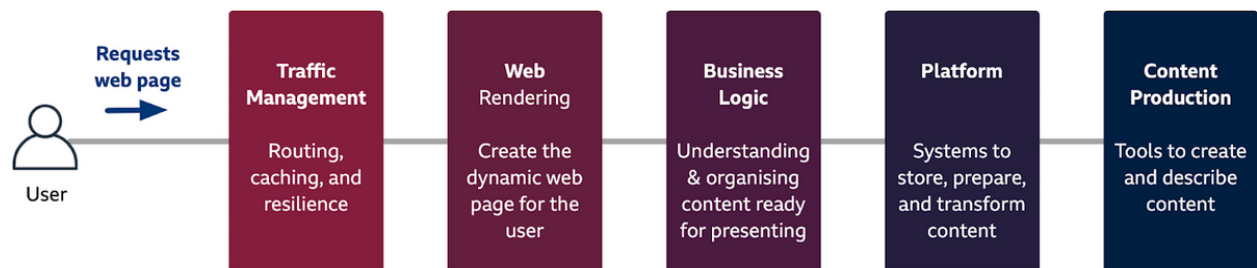 Requests
web page
User
Traffic
Management
Routing,
caching, and
resilience
Web
Rendering
Create the
dynamic web
page for the
user
Business
Logic
Understanding
& organising
content ready
for presenting
Platform
Systems to
store, prepare,
and transform
content
Content
Production
Tools to create
and describe
content